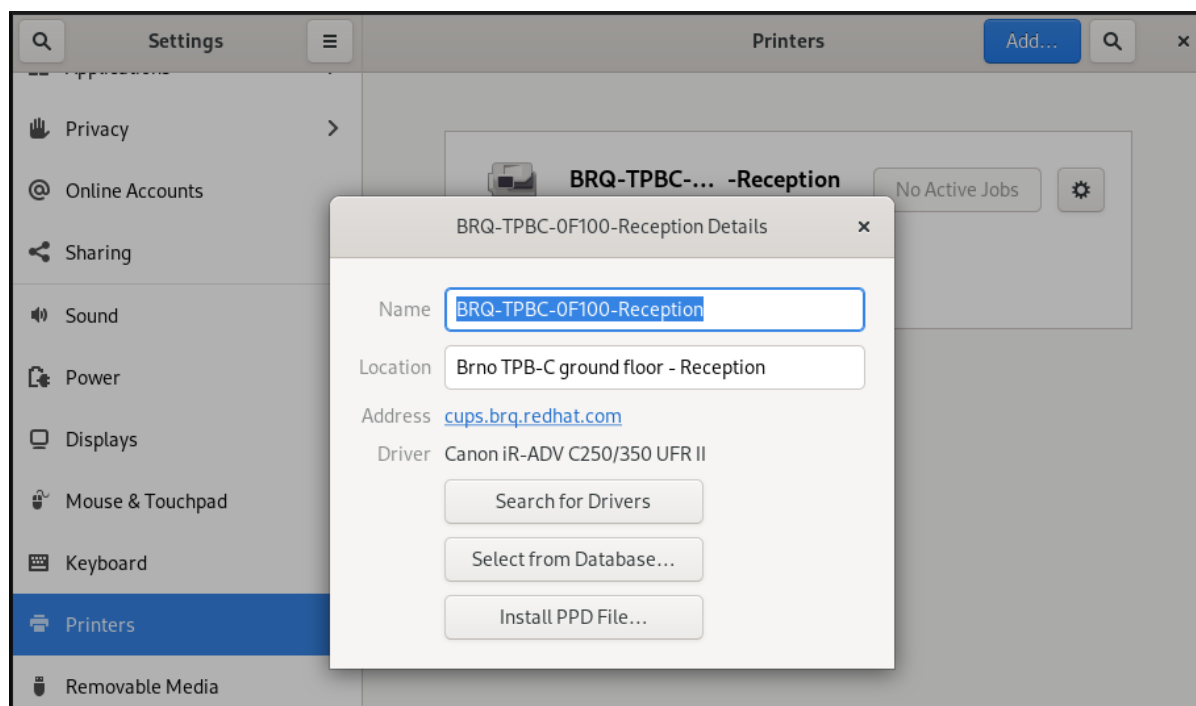 Settings
Printers
Add...
Applications
Privacy
Online Accounts
Sharing
Sound
Power
Displays
Mouse & Touchpad
Keyboard
Printers
Removable Media
BRQ-TPBC-... -Reception
No Active Jobs
BRQ-TPBC-0F100-Reception Details
Name BRQ-TPBC-0F100-Reception
Location Brno TPB-C ground floor - Reception
Address cups.brq.redhat.com
Driver Canon iR-ADV C250/350 UFR II
Search for Drivers
Select from Database...
Install PPD File...